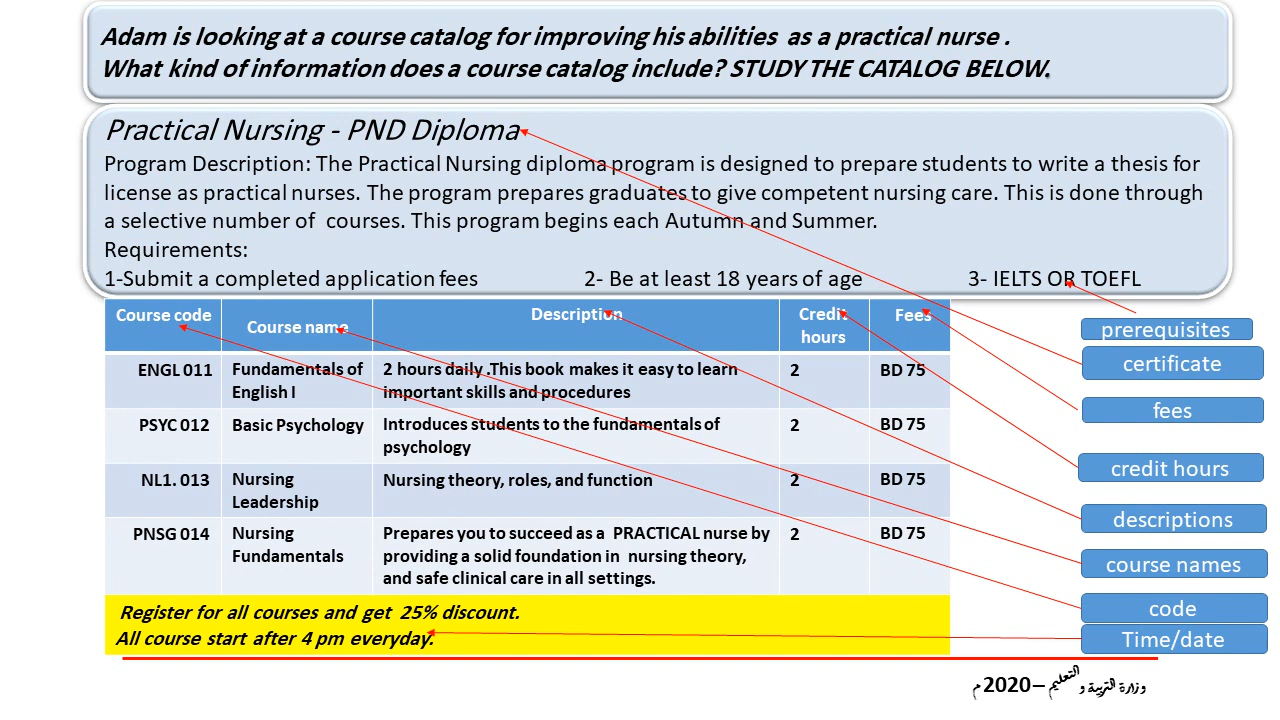 Adam is looking at a course catalog for improving his abilities as a practical nurse .
What kind of information does a course catalog include? STUDY THE CATALOG BELOW.
Practical Nursing - PND Diploma
Program Description: The Practical Nursing diploma program is designed to prepare students to write a thesis for
license as practical nurses. The program prepares graduates to give competent nursing care. This is done through
a selective number of courses. This program begins each Autumn and Summer.
Requirements:
1-Submit a completed application fees 2- Be at least 18 years of age 3- IELTS OR TOEFL
Course code Course name Description Credit hours Fees
ENGL 011 Fundamentals of English I 2 hours daily .This book makes it easy to learn important skills and procedures 2 BD 75
PSYC 012 Basic Psychology Introduces students to the fundamentals of psychology 2 BD 75
NL1. 013 Nursing Leadership Nursing theory, roles, and function 2 BD 75
PNSG 014 Nursing Fundamentals Prepares you to succeed as a PRACTICAL nurse by providing a solid foundation in nursing theory, and safe clinical care in all settings. 2 BD 75
Register for all courses and get 25% discount.
All course start after 4 pm everyday.
prerequisites
certificate
fees
credit hours
descriptions
course names
code
Time/date
وزارة التربية و التعليم – 2020م